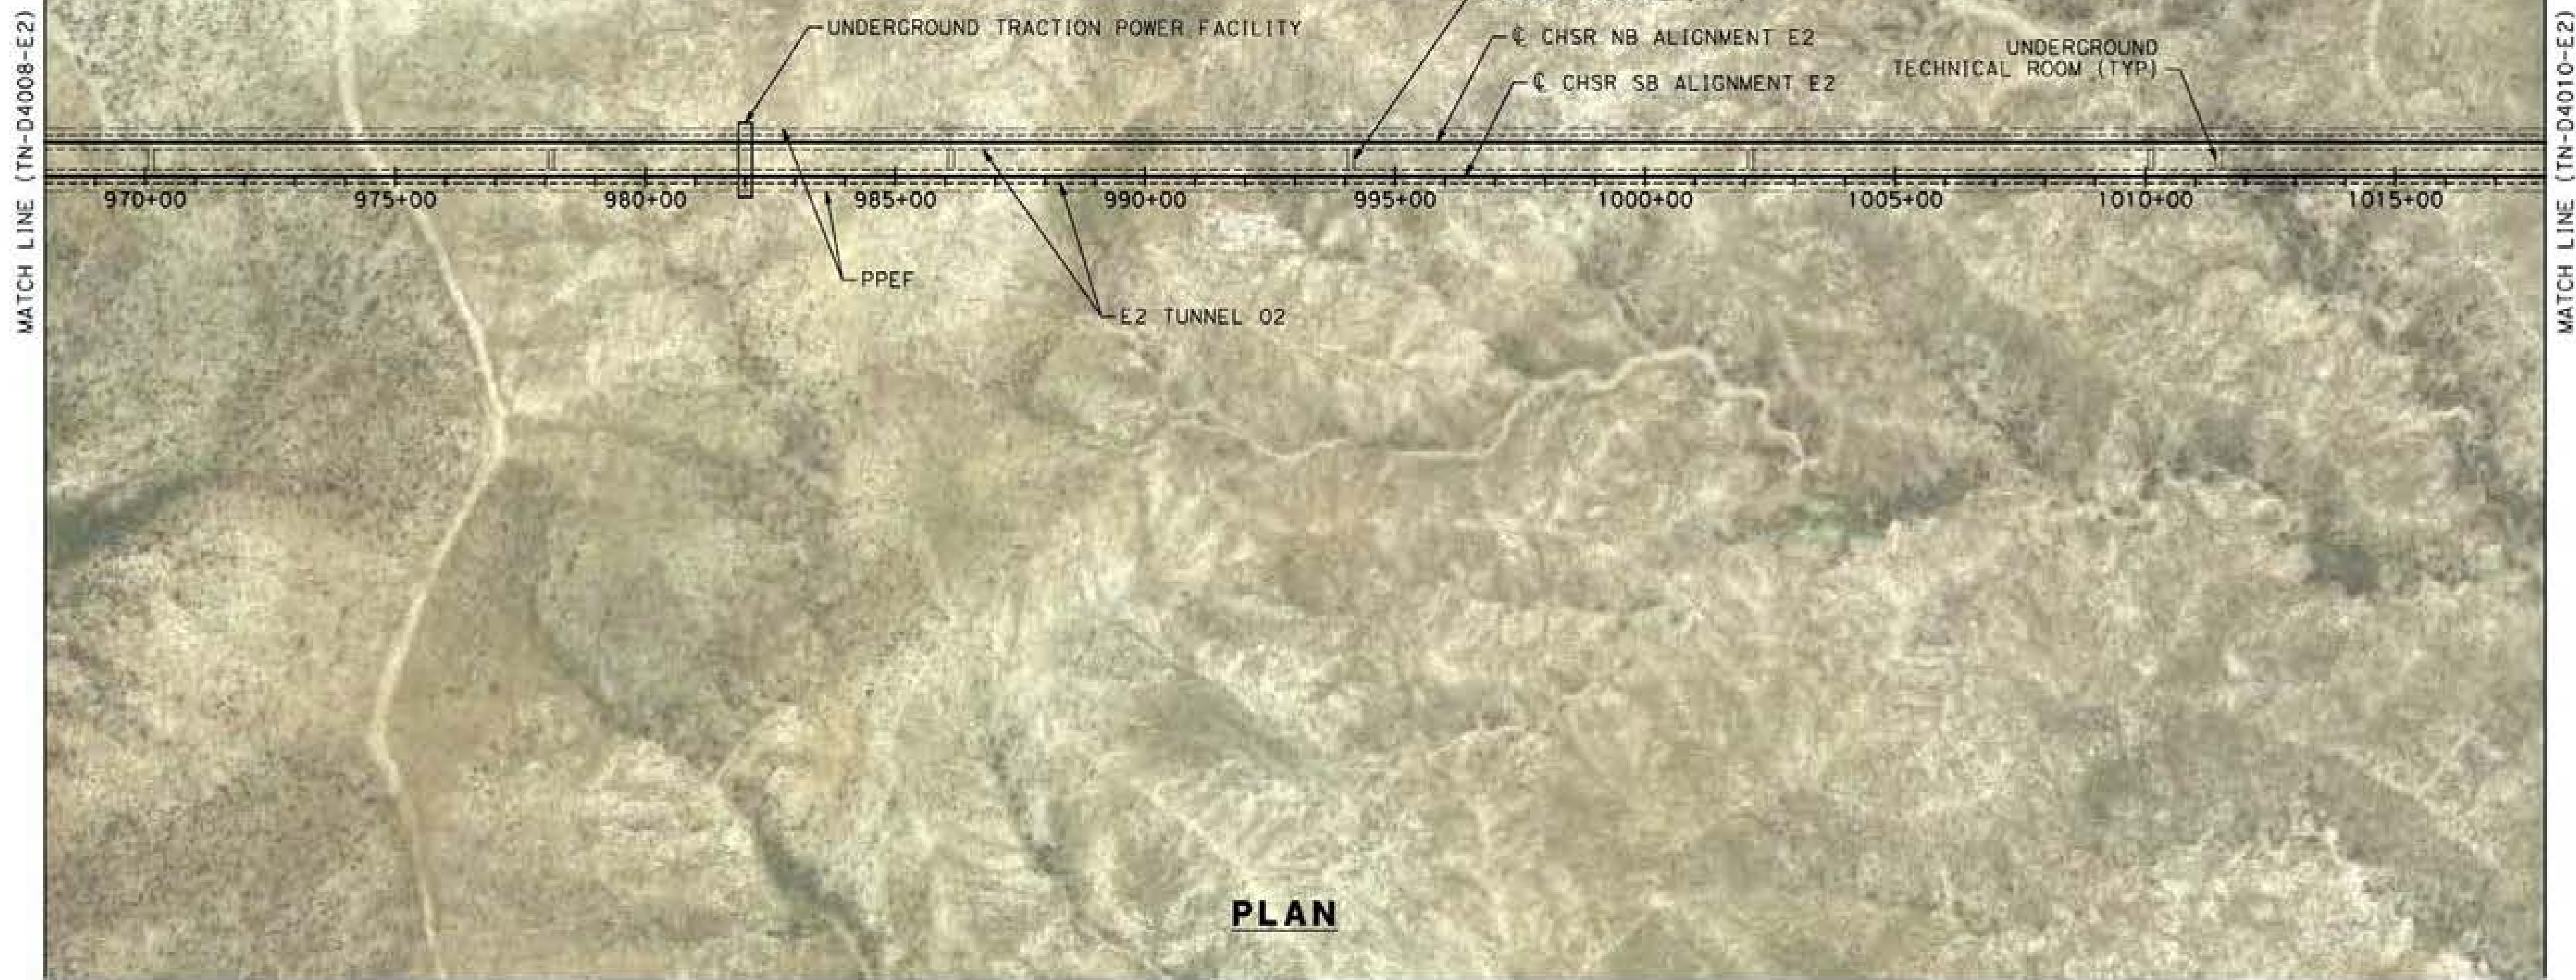 MATCH LINE (TN-D4008-E2)
UNDERGROUND TRACTION POWER FACILITY
℄ CHSR NB ALIGNMENT E2
℄ CHSR SB ALIGNMENT E2
UNDERGROUND
TECHNICAL ROOM (TYP)
MATCH LINE (TN-D4010-E2)
970+00 975+00 980+00 985+00 990+00 995+00 1000+00 1005+00 1010+00 1015+00
PPEF
E2 TUNNEL 02
PLAN